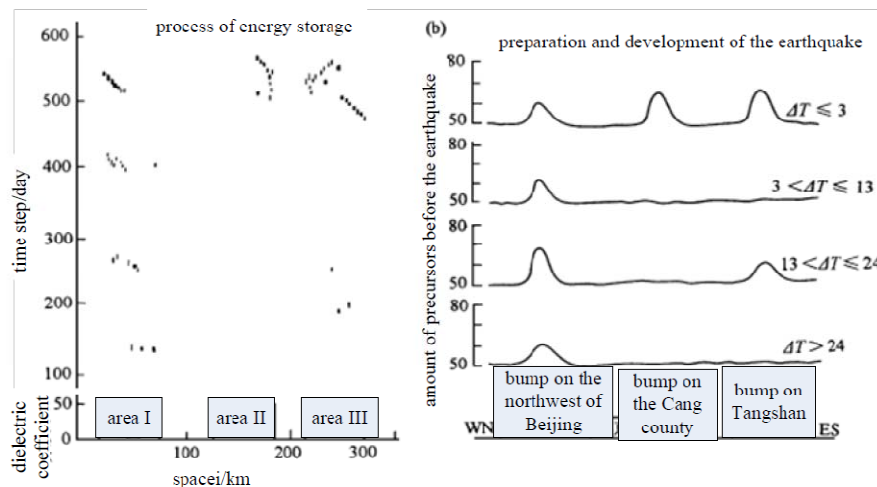 process of energy storage
600
500
400
300
200
100
time step/day
50
0
dielectric
coefficient
area I
area II
area III
100
200
300
spacei/km
(b)
preparation and development of the earthquake
amount of precursors before the earthquake
80
50
ΔT ⩽ 3
80
50
3 <ΔT ⩽ 13
80
50
13 <ΔT⩽ 24
80
50
ΔT > 24
bump on the
northwest of
Beijing
bump on
the Cang
county
bump on
Tangshan
WN
ES